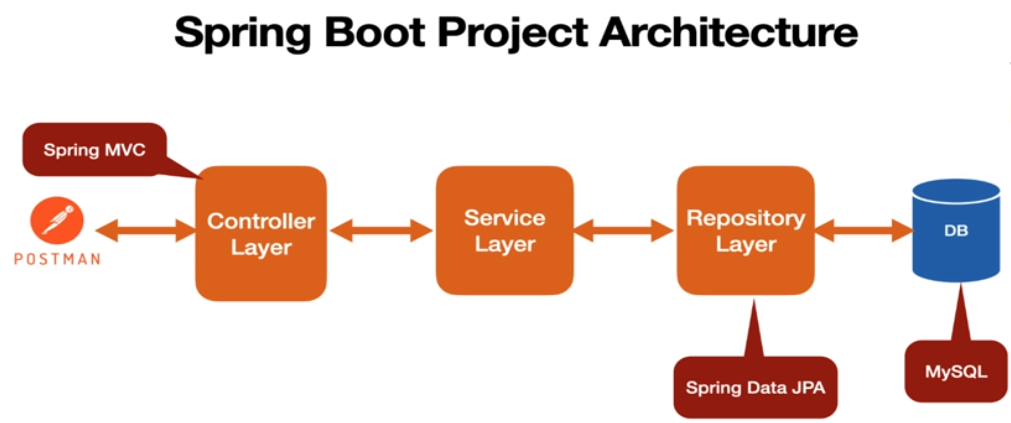 Spring Boot Project Architecture
Spring MVC
POSTMAN
Controller
Layer
Service
Layer
Repository
Layer
DB
Spring Data JPA
MySQL